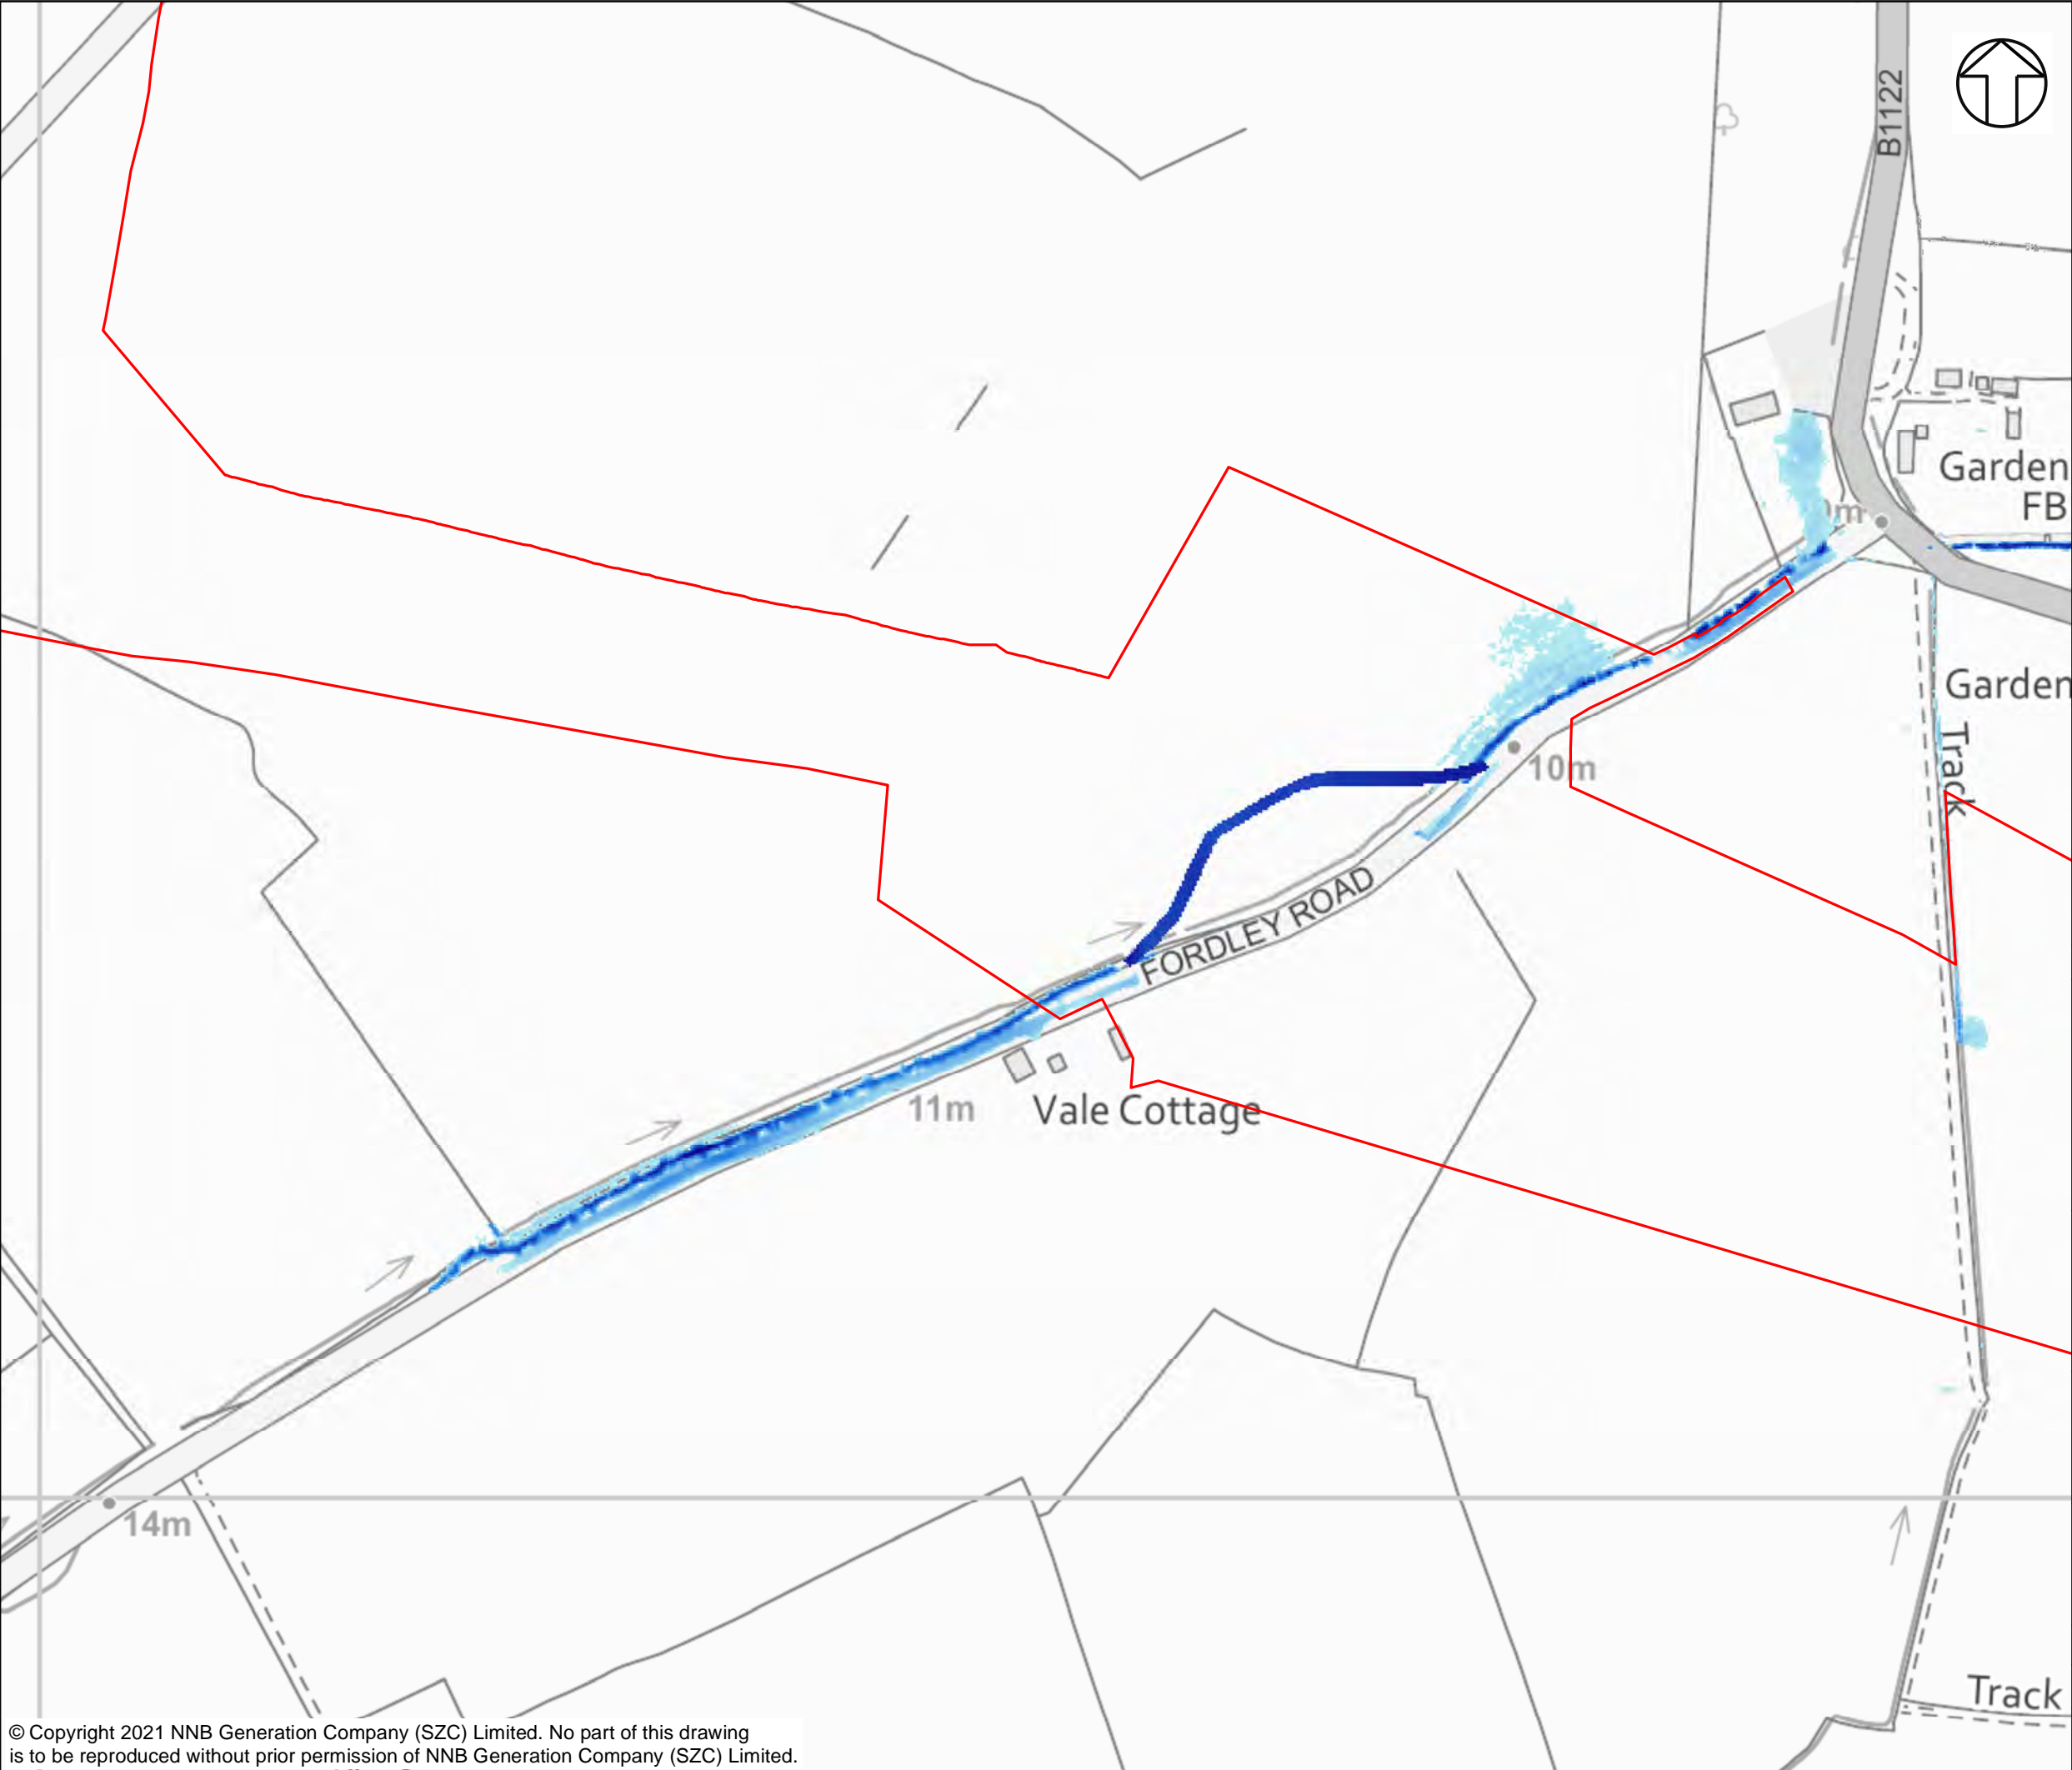 B1122
Garden
FB
Garden
Track
10m
FORDLEY ROAD
11m
Vale Cottage
14m
Track
© Copyright 2021 NNB Generation Company (SZC) Limited. No part of this drawing
is to be reproduced without prior permission of NNB Generation Company (SZC) Limited.